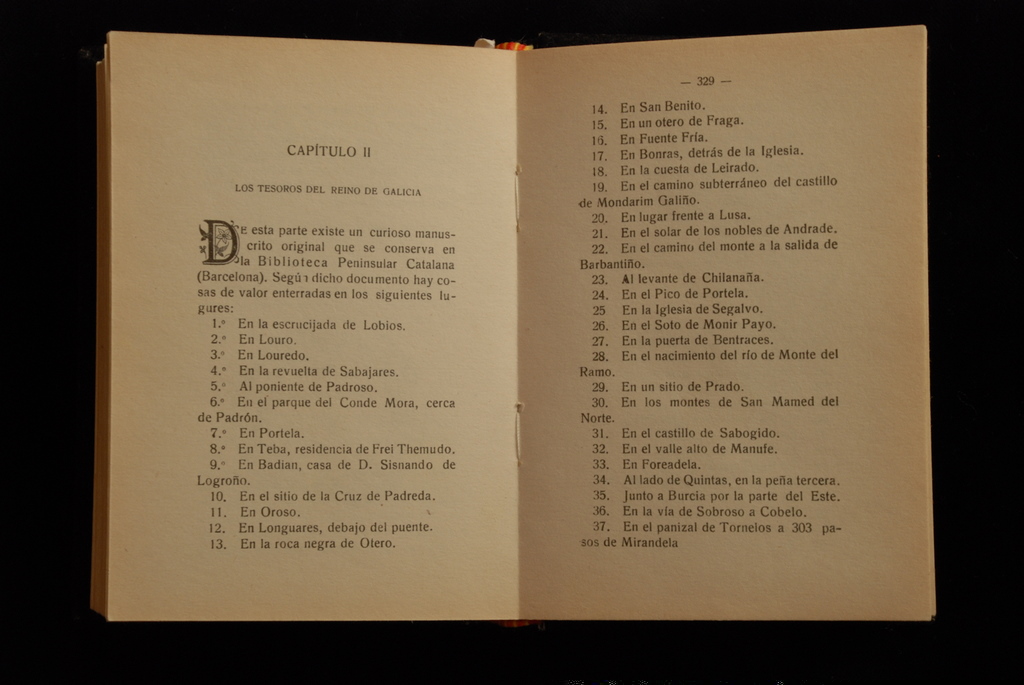 CAPÍTULO II
LOS TESOROS DEL REINO DE GALICIA
DE esta parte existe un curioso manus-
crito original que se conserva en
la Biblioteca Peninsular Catalana
(Barcelona). Según dicho documento hay co-
sas de valor enterradas en los siguientes lu-
gures:
1.º En la escrucijada de Lobios.
2.º En Louro.
3.º En Louredo.
4.º En la revuelta de Sabajares.
5.º Al poniente de Padroso.
6.º En el parque del Conde Mora, cerca
de Padrón.
7.º En Portela.
8.º En Teba, residencia de Frei Themudo.
9.º En Badían, casa de D. Sisnando de
Logroño.
10. En el sitio de la Cruz de Padreda.
11. En Oroso.
12. En Longuares, debajo del puente.
13. En la roca negra de Otero.
— 329 —
14. En San Benito.
15. En un otero de Fraga.
16. En Fuente Fría.
17. En Bonras, detrás de la Iglesia.
18. En la cuesta de Leirado.
19. En el camino subterráneo del castillo
de Mondarim Galiño.
20. En lugar frente a Lusa.
21. En el solar de los nobles de Andrade.
22. En el camino del monte a la salida de
Barbantiño.
23. Al levante de Chilanaña.
24. En el Pico de Portela.
25 En la Iglesia de Segalvo.
26. En el Soto de Monir Payo.
27. En la puerta de Bentraces.
28. En el nacimiento del río de Monte del
Ramo.
29. En un sitio de Prado.
30. En los montes de San Mamed del
Norte.
31. En el castillo de Sabogido.
32. En el valle alto de Manufe.
33. En Foreadela.
34. Al lado de Quintas, en la peña tercera.
35. Junto a Burcia por la parte del Este.
36. En la vía de Sobroso a Cobelo.
37. En el panizal de Tornelos a 303 pa-
sos de Mirandela